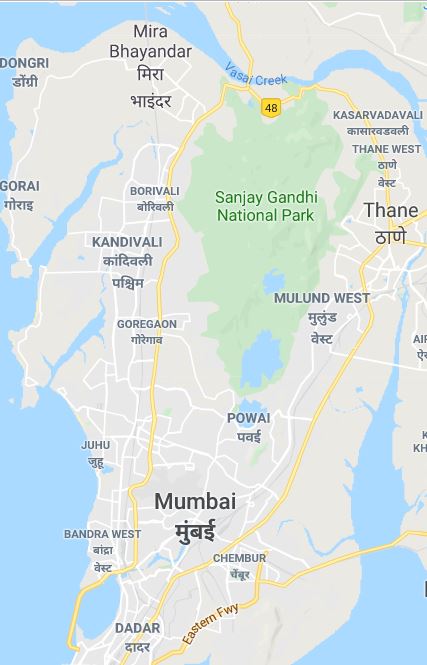 Mira
Bhayandar
मिरा
भाइंदर
DONGRI
डोंग्री
Vasai Creek
48
KASARVADAVALI
कासारवडवली
THANE WEST
ठाणे
वेस्ट
GORAI
गोराइ
BORIVALI
बोरिवली
Sanjay Gandhi
National Park
Thane
ठाणे
KANDIVALI
कांदिवली
पश्चिम
MULUND WEST
मुलुंड
वेस्ट
GOREGAON
गोरेगाव
AIR
ऐर
POWAI
पवई
JUHU
जुहू
K
KH
Mumbai
मुंबई
BANDRA WEST
बांद्रा
वेस्ट
CHEMBUR
चेंबूर
Eastern Fwy
DADAR
दादर